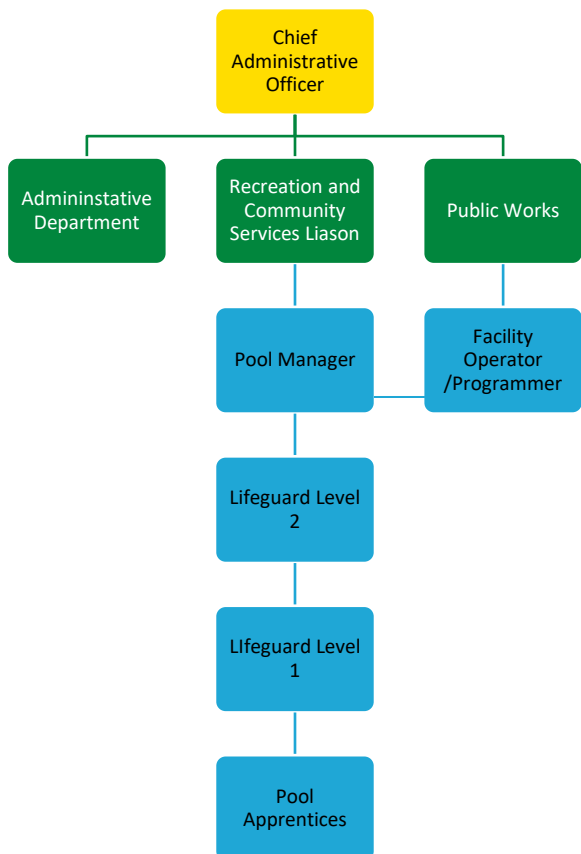 Chief
Administrative
Officer
Admininstative
Department
Recreation and
Community
Services Liason
Public Works
Pool Manager
Facility
Operator
/Programmer
Lifeguard Level
2
LIfeguard Level
1
Pool
Apprentices